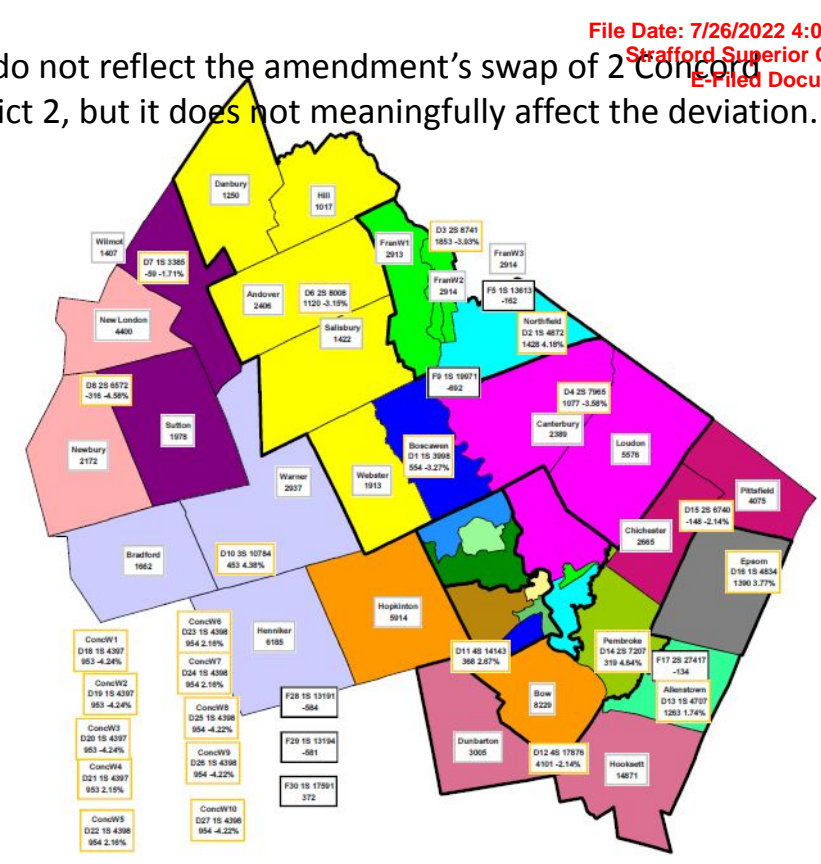 File Date: 7/26/2022 4:0
Strafford Superior C
E-Filed Docu
do not reflect the amendment's swap of 2 Concord
ict 2, but it does not meaningfully affect the deviation.
Danbury
1250
Hill
1017
Wilmot
1407
D7 1S 3385
-59 -1.71%
FranW1
2913
D3 2S 8741
1853 -3.93%
FranW3
2914
FranW2
2914
F5 1S 13613
-162
Andover
2406
D6 2S 8008
1120 -3.15%
New London
4400
Salisbury
1422
Northfield
D2 1S 4872
1428 4.18%
D8 2S 6572
-316 -4.58%
F9 1S 19971
-692
D4 2S 7965
1077 -3.58%
Sutton
1978
Canterbury
2389
Newbury
2172
Boscawen
D1 1S 3998
554 -3.27%
Loudon
5576
Warner
2937
Webster
1913
Pittsfield
4075
D15 2S 6740
-148 -2.14%
Chichester
2665
Bradford
1662
D10 3S 10784
453 4.38%
Epsom
D16 1S 4834
1390 3.77%
Hopkinton
5914
Henniker
6185
ConcW1
D18 1S 4397
953 -4.24%
ConcW6
D23 1S 4398
954 2.16%
D11 4S 14143
368 2.67%
Pembroke
D14 2S 7207
319 4.64%
F17 2S 27417
-134
ConcW2
D19 1S 4397
953 -4.24%
ConcW7
D24 1S 4398
954 2.16%
F28 1S 13191
-584
Bow
8229
Allenstown
D13 1S 4707
1263 1.74%
ConcW3
D20 1S 4397
953 -4.24%
ConcW8
D25 1S 4398
954 -4.22%
F29 1S 13194
-581
Dunbarton
3005
D12 4S 17876
4101 -2.14%
Hooksett
14871
ConcW4
D21 1S 4397
953 2.15%
ConcW9
D26 1S 4398
954 -4.22%
F30 1S 17591
372
ConcW5
D22 1S 4398
954 2.16%
ConcW10
D27 1S 4398
954 -4.22%